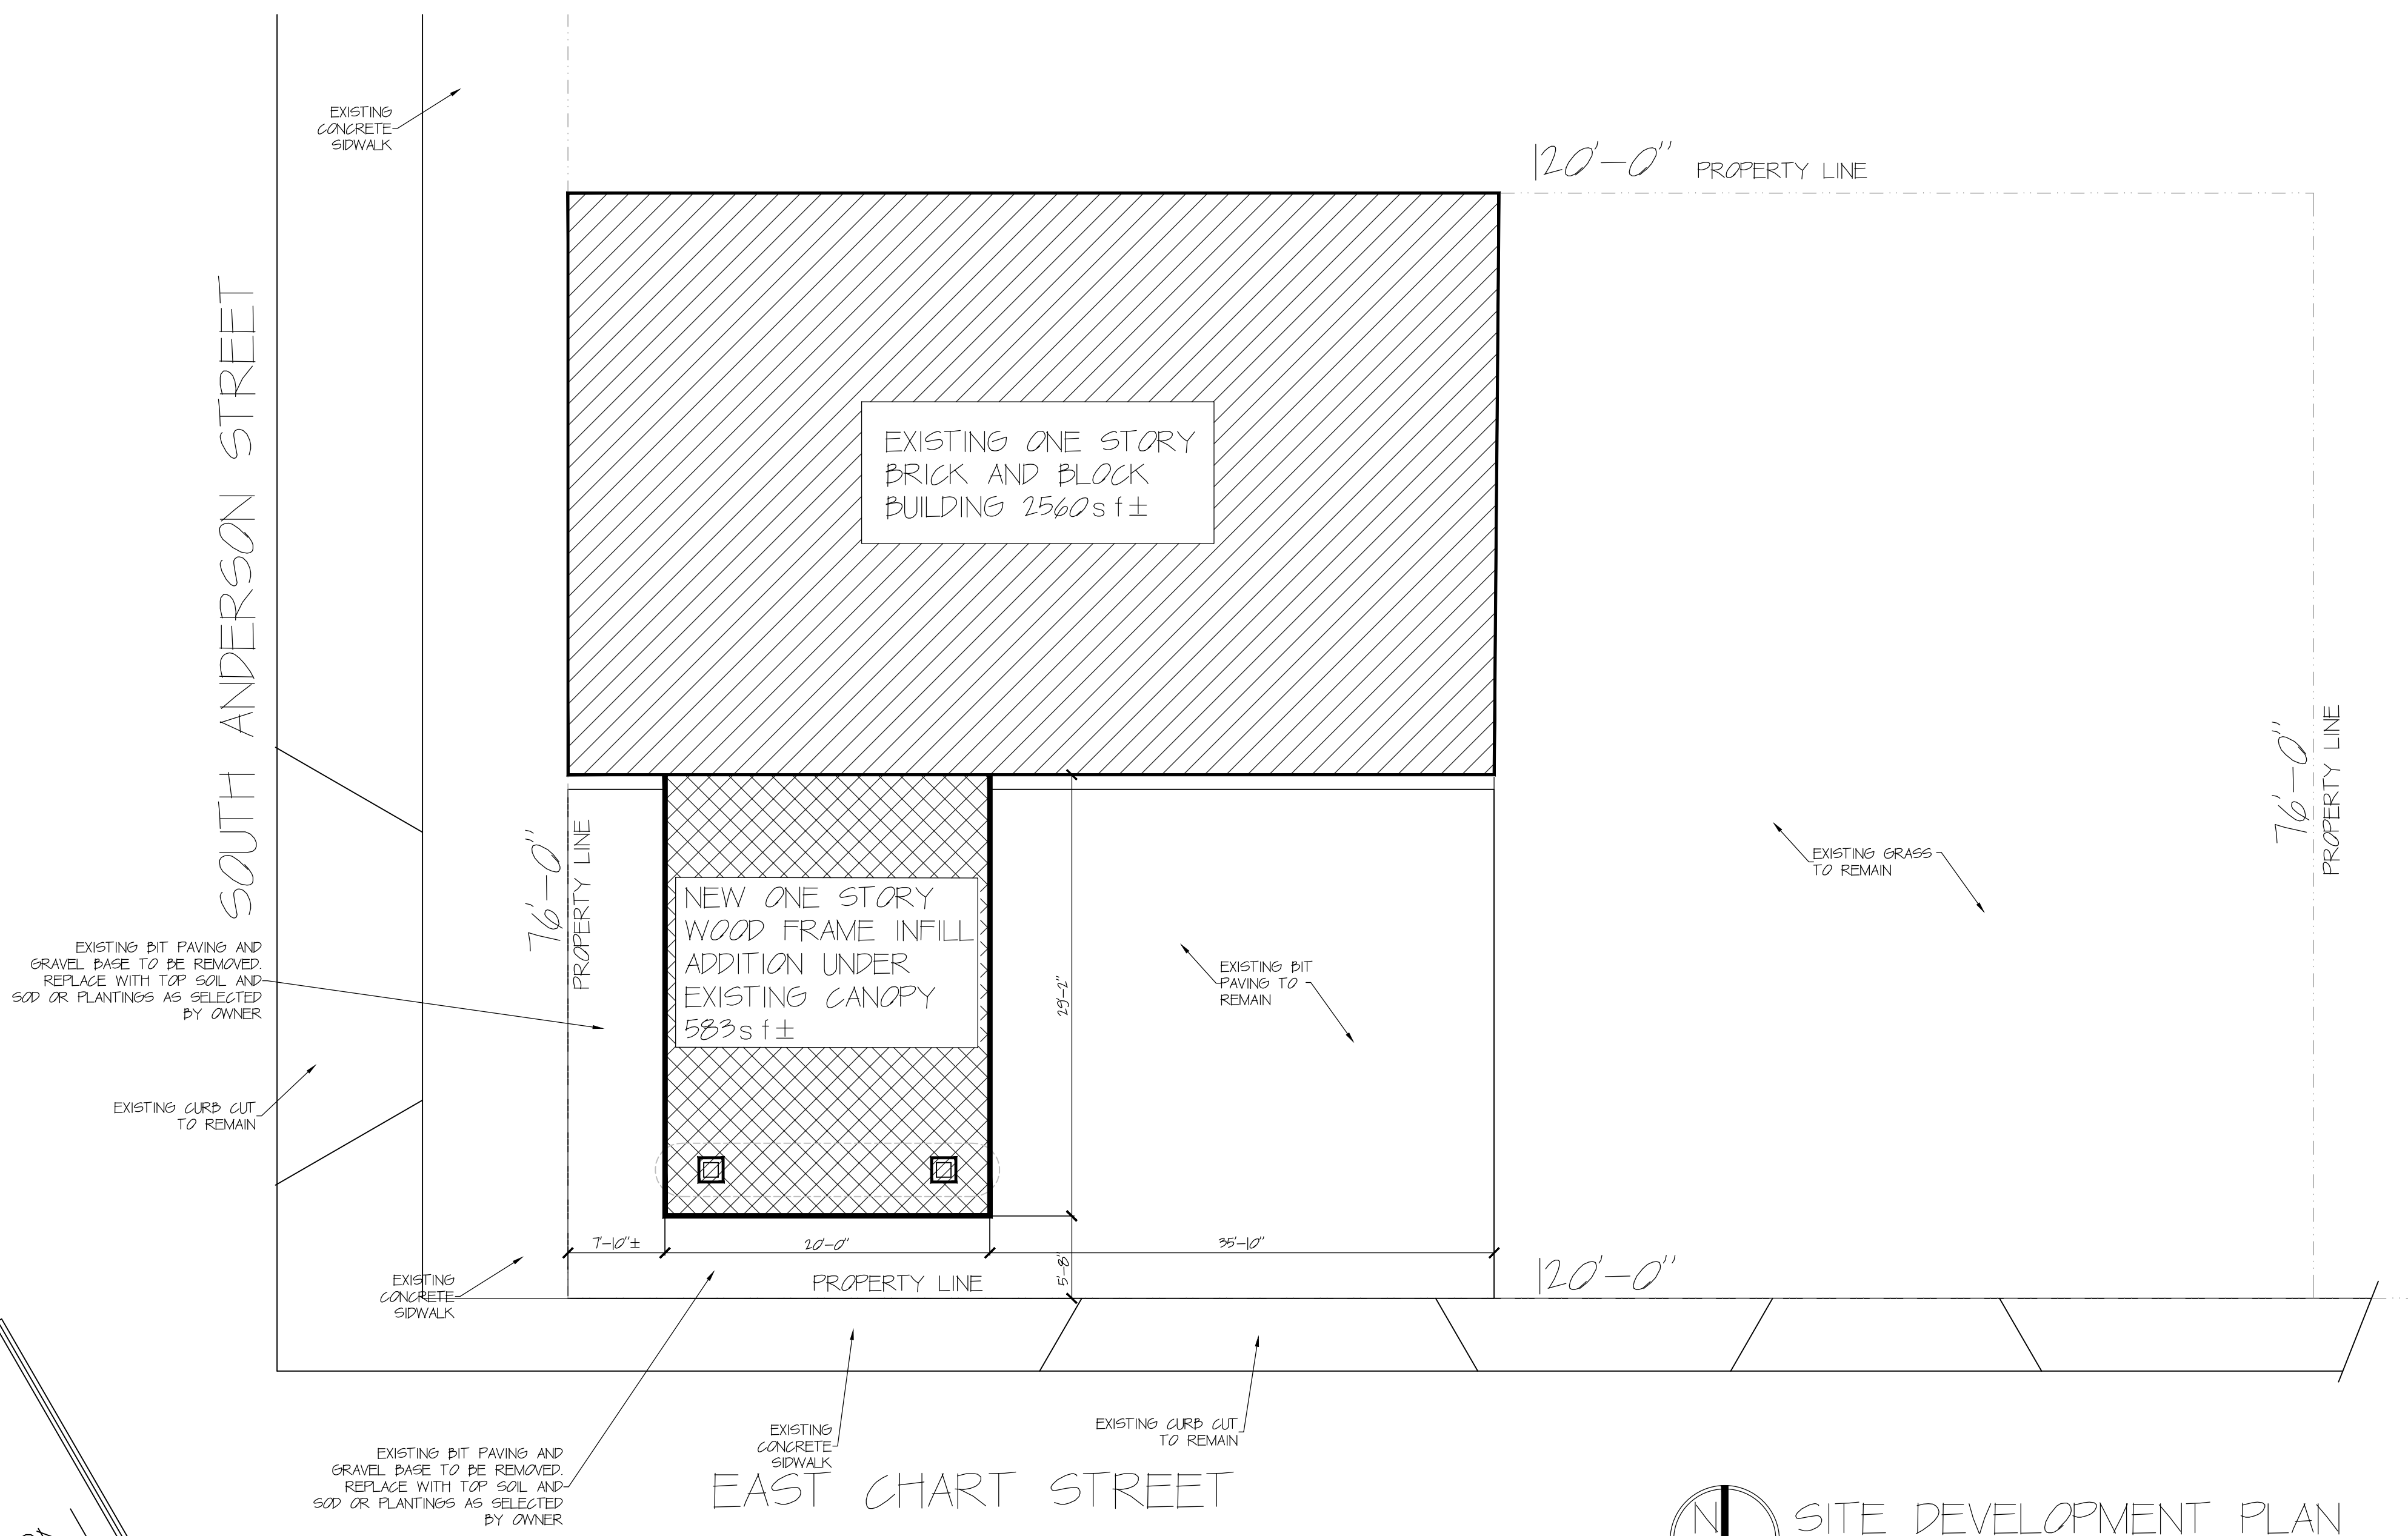 EXISTING
CONCRETE
SIDWALK
120'-0" PROPERTY LINE
SOUTH ANDERSON STREET
EXISTING ONE STORY
BRICK AND BLOCK
BUILDING 2560sf±
76'-0"
PROPERTY LINE
76'-0"
PROPERTY LINE
EXISTING GRASS
TO REMAIN
NEW ONE STORY
WOOD FRAME INFILL
ADDITION UNDER
EXISTING CANOPY
583sf±
29'-2"
EXISTING BIT
PAVING TO
REMAIN
EXISTING BIT PAVING AND
GRAVEL BASE TO BE REMOVED.
REPLACE WITH TOP SOIL AND
SOD OR PLANTINGS AS SELECTED
BY OWNER
EXISTING CURB CUT
TO REMAIN
7'-10"±
20'-0"
35'-10"
5'-8"
EXISTING
CONCRETE
SIDWALK
PROPERTY LINE
120'-0"
EXISTING
CONCRETE
SIDWALK
EXISTING CURB CUT
TO REMAIN
EXISTING BIT PAVING AND
GRAVEL BASE TO BE REMOVED.
REPLACE WITH TOP SOIL AND
SOD OR PLANTINGS AS SELECTED
BY OWNER
EAST CHART STREET
N
SITE DEVELOPMENT PLAN